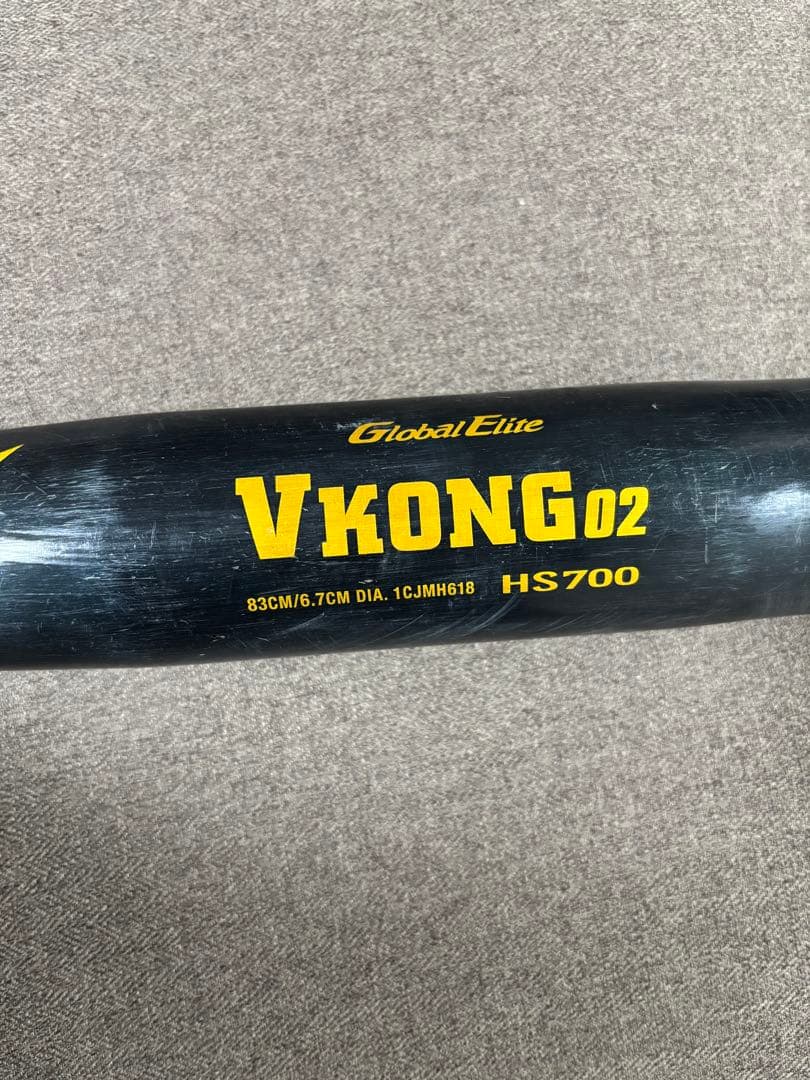 Global Elite
VKONG02
83CM/6.7CM DIA. 1CJMH618 HS700